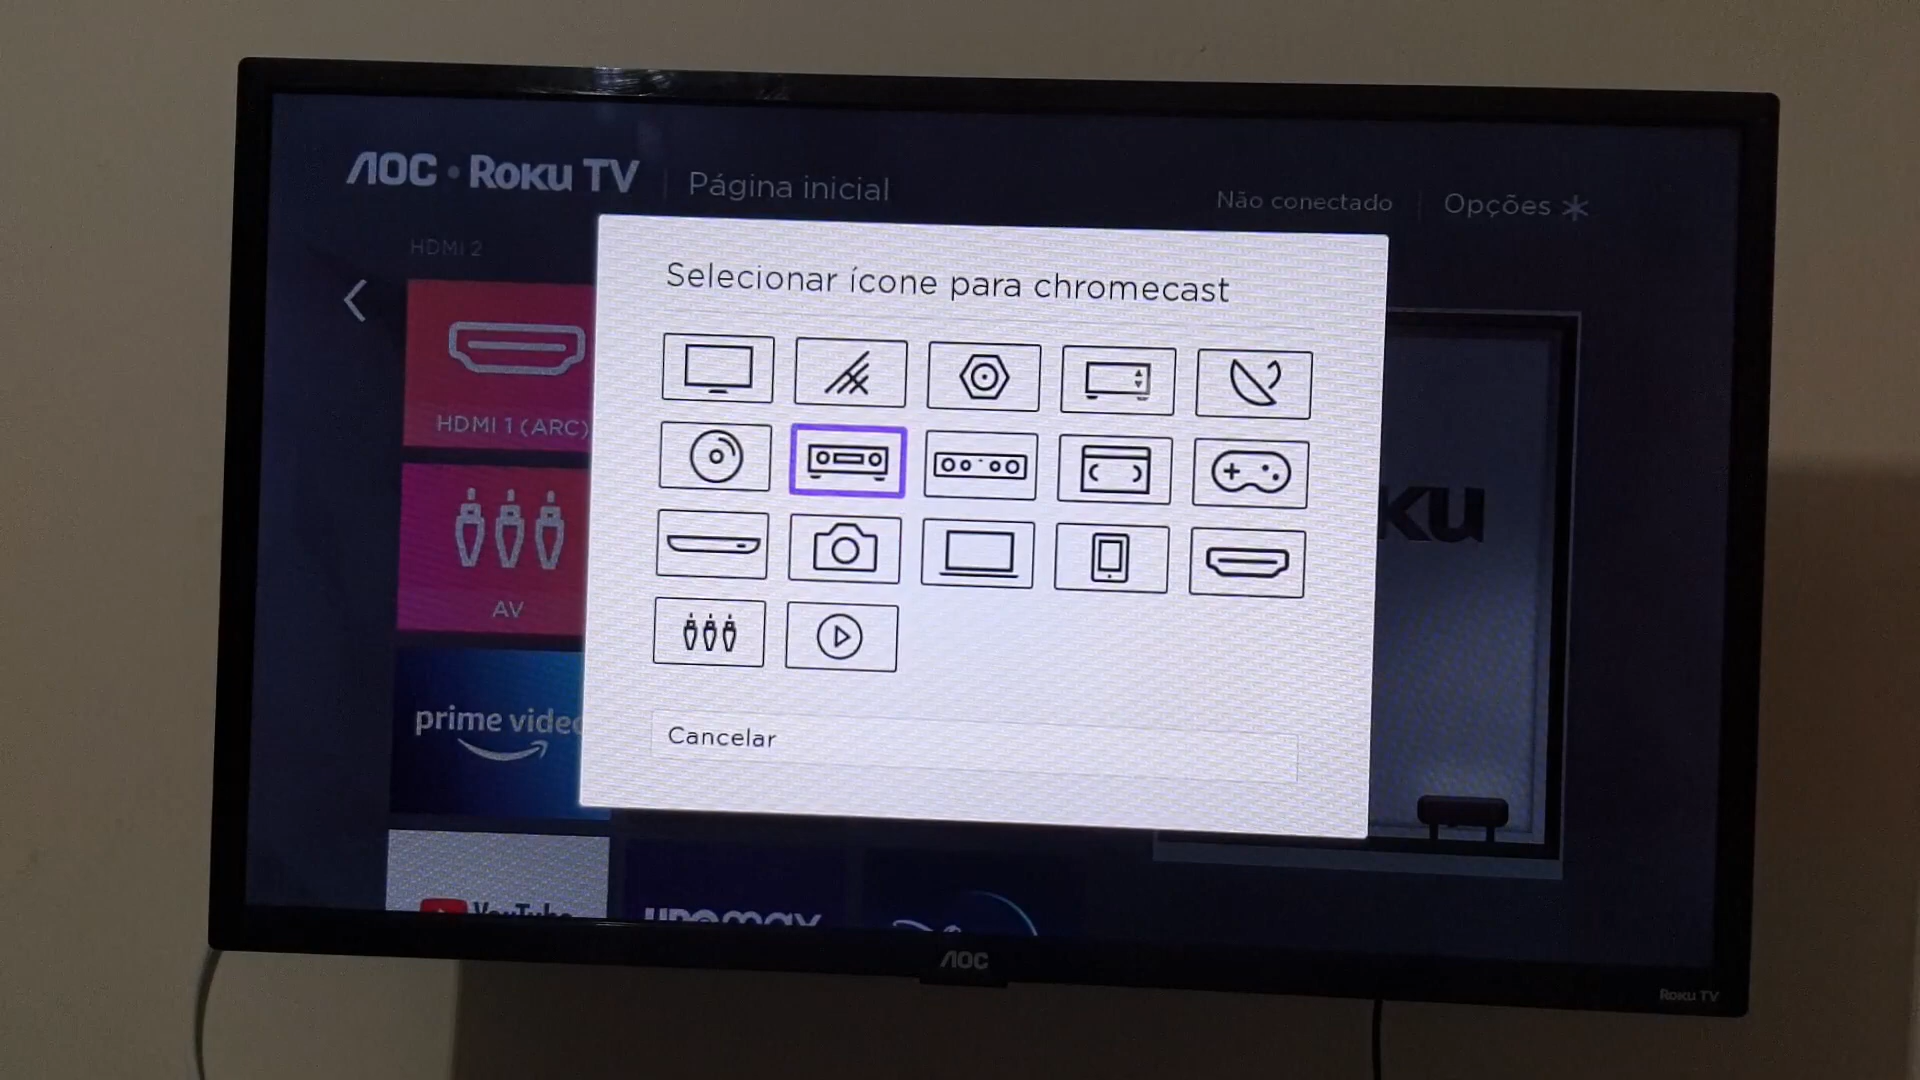 AOC • Roku TV
Página inicial
Não conectado
Opções
HDMI 2
Selecionar ícone para chromecast
HDMI 1 (ARC)
AV
prime video
Cancelar
YouTube
AOC
Roku TV